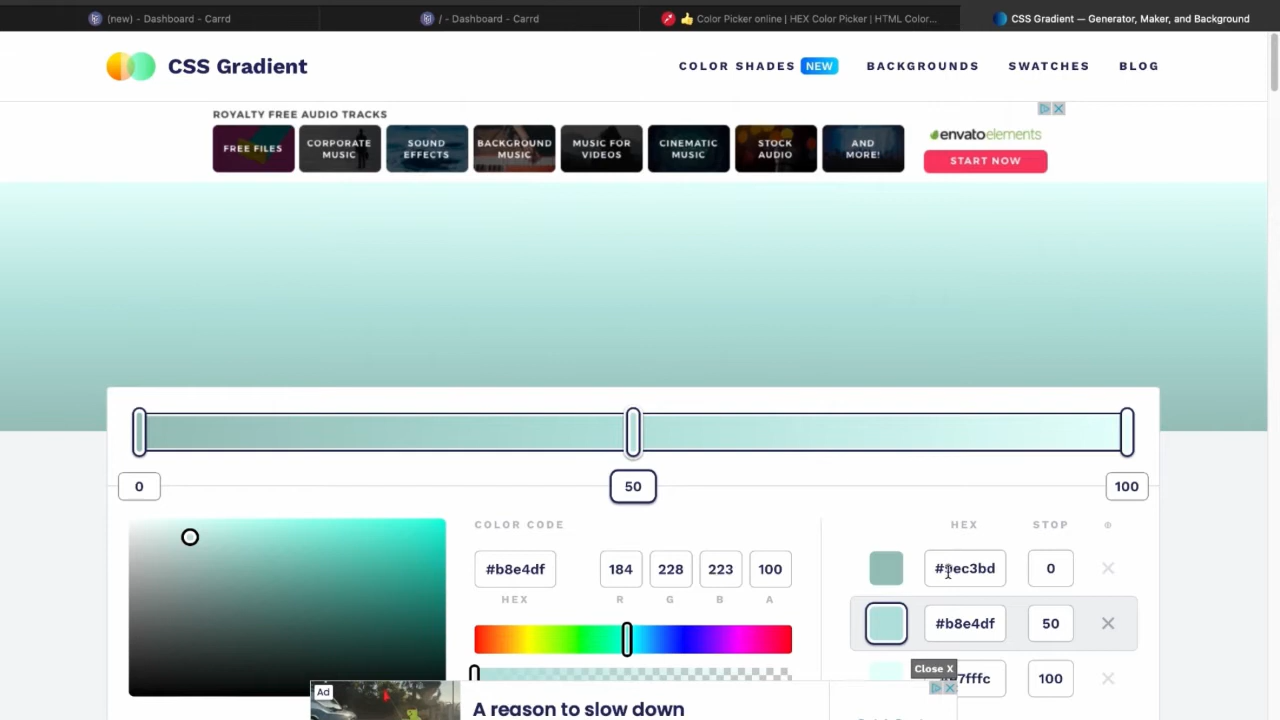 (new) - Dashboard - Carrd
/ - Dashboard - Carrd
👍 Color Picker online | HEX Color Picker | HTML Color...
CSS Gradient — Generator, Maker, and Background
CSS Gradient
COLOR SHADES NEW
BACKGROUNDS
SWATCHES
BLOG
ROYALTY FREE AUDIO TRACKS
FREE FILES
CORPORATE MUSIC
SOUND EFFECTS
BACKGROUND MUSIC
MUSIC FOR VIDEOS
CINEMATIC MUSIC
STOCK AUDIO
AND MORE!
envatoelements
START NOW
0
50
100
COLOR CODE
#b8e4df
184
228
223
100
HEX
R
G
B
A
HEX
STOP
0
#b8e4df
50
Close X
100
Ad
A reason to slow down